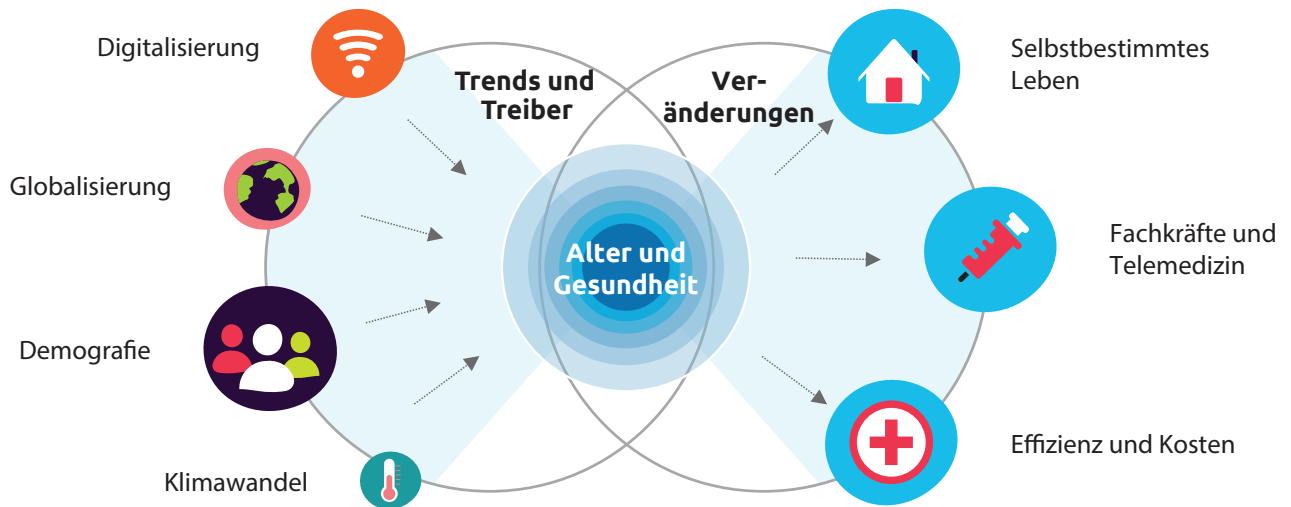 Digitalisierung
Globalisierung
Demografie
Klimawandel
Trends und
Treiber
Alter und
Gesundheit
Ver-
änderungen
Selbstbestimmtes
Leben
Fachkräfte und
Telemedizin
Effizienz und Kosten